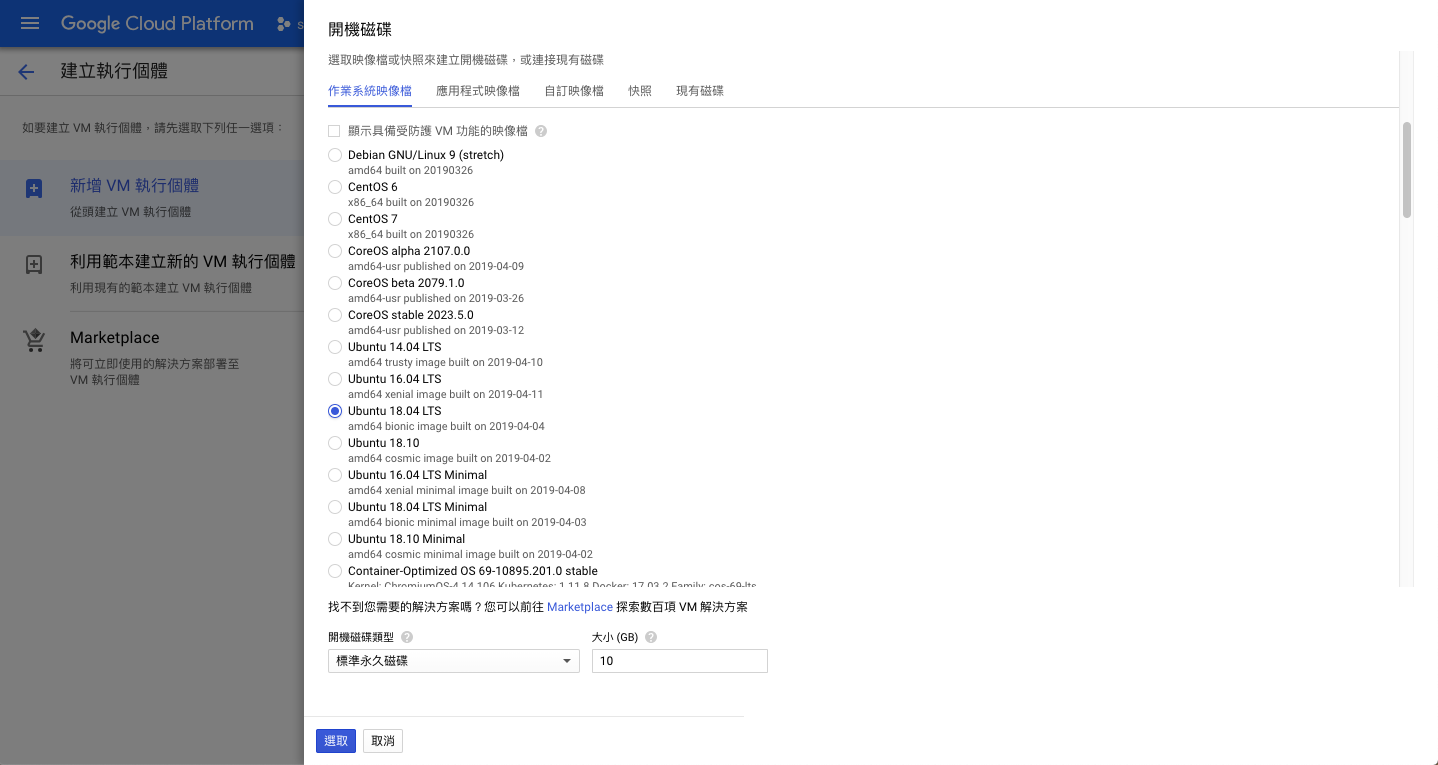 Google Cloud Platform
s
建立執行個體
如要建立 VM 執行個體，請先選取下列任一選項：
新增 VM 執行個體
從頭建立 VM 執行個體
利用範本建立新的 VM 執行個體
利用現有的範本建立 VM 執行個體
Marketplace
將可立即使用的解決方案部署至
VM 執行個體
開機磁碟
選取映像檔或快照來建立開機磁碟，或連接現有磁碟
作業系統映像檔 應用程式映像檔 自訂映像檔 快照 現有磁碟
顯示具備受防護 VM 功能的映像檔 ?
Debian GNU/Linux 9 (stretch)
amd64 built on 20190326
CentOS 6
x86_64 built on 20190326
CentOS 7
x86_64 built on 20190326
CoreOS alpha 2107.0.0
amd64-usr published on 2019-04-09
CoreOS beta 2079.1.0
amd64-usr published on 2019-03-26
CoreOS stable 2023.5.0
amd64-usr published on 2019-03-12
Ubuntu 14.04 LTS
amd64 trusty image built on 2019-04-10
Ubuntu 16.04 LTS
amd64 xenial image built on 2019-04-11
Ubuntu 18.04 LTS
amd64 bionic image built on 2019-04-04
Ubuntu 18.10
amd64 cosmic image built on 2019-04-02
Ubuntu 16.04 LTS Minimal
amd64 xenial minimal image built on 2019-04-08
Ubuntu 18.04 LTS Minimal
amd64 bionic minimal image built on 2019-04-03
Ubuntu 18.10 Minimal
amd64 cosmic minimal image built on 2019-04-02
Container-Optimized OS 69-10895.201.0 stable
Kernel: ChromiumOS-4.14.106 Kubernetes: 1.11.8 Docker: 17.03.2 Family: cos-69-lts
找不到您需要的解決方案嗎？您可以前往 Marketplace 探索數百項 VM 解決方案
開機磁碟類型 ? 大小 (GB) ?
標準永久磁碟 10
選取 取消